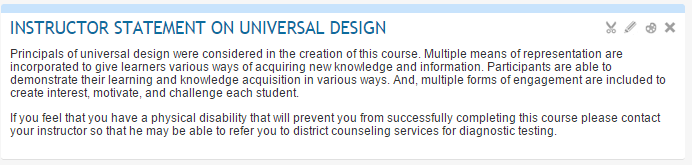 INSTRUCTOR STATEMENT ON UNIVERSAL DESIGN
Principals of universal design were considered in the creation of this course. Multiple means of representation are
incorporated to give learners various ways of acquiring new knowledge and information. Participants are able to
demonstrate their learning and knowledge acquisition in various ways. And, multiple forms of engagement are included to
create interest, motivate, and challenge each student.
If you feel that you have a physical disability that will prevent you from successfully completing this course please contact
your instructor so that he may be able to refer you to district counseling services for diagnostic testing.